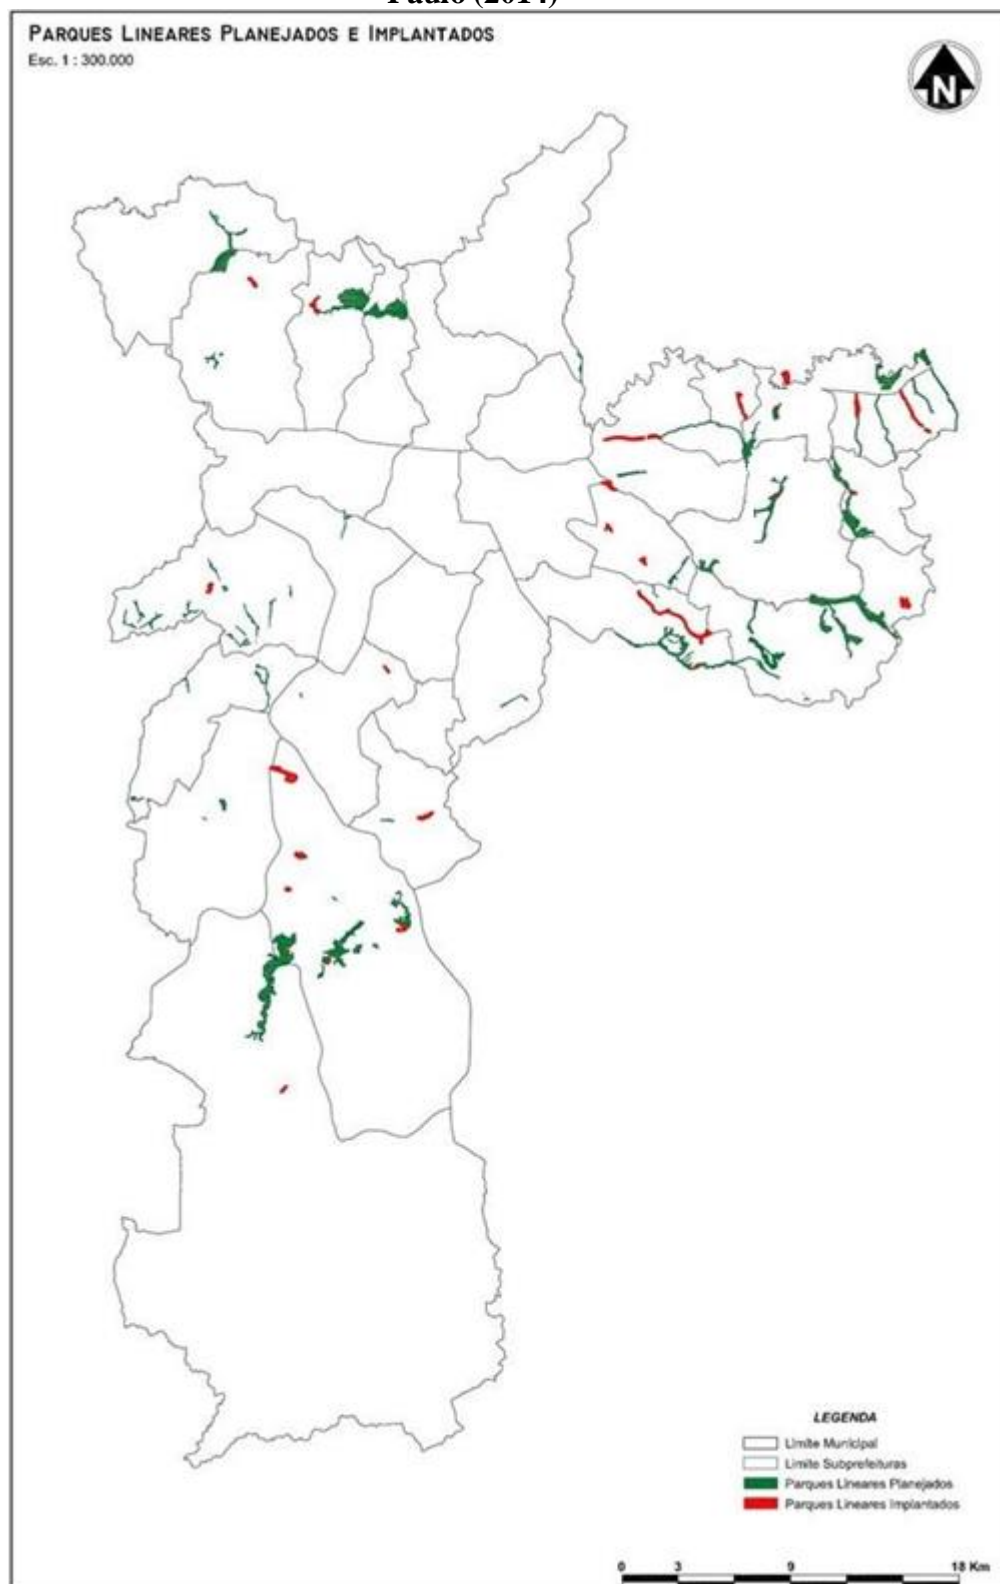 Paulo (2014)
PARQUES LINEARES PLANEJADOS E IMPLANTADOS
Esc. 1 : 300.000
N
LEGENDA
Limite Municipal
Limite Subprefeituras
Parques Lineares Planejados
Parques Lineares Implantados
0 3 9 18 Km